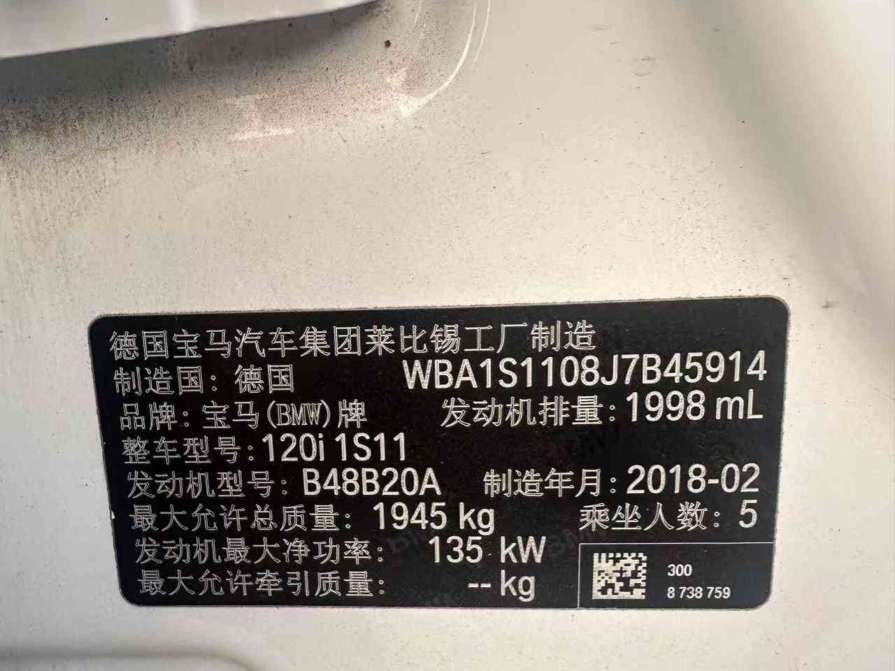 德国宝马汽车集团莱比锡工厂制造
制造国: 德国 WBA1S1108J7B45914
品牌: 宝马(BMW)牌 发动机排量: 1998 mL
整车型号: 120i 1S11
发动机型号: B48B20A 制造年月: 2018-02
最大允许总质量: 1945 kg 乘坐人数: 5
发动机最大净功率: 135 kW
最大允许牵引质量: -- kg
300
8 738 759